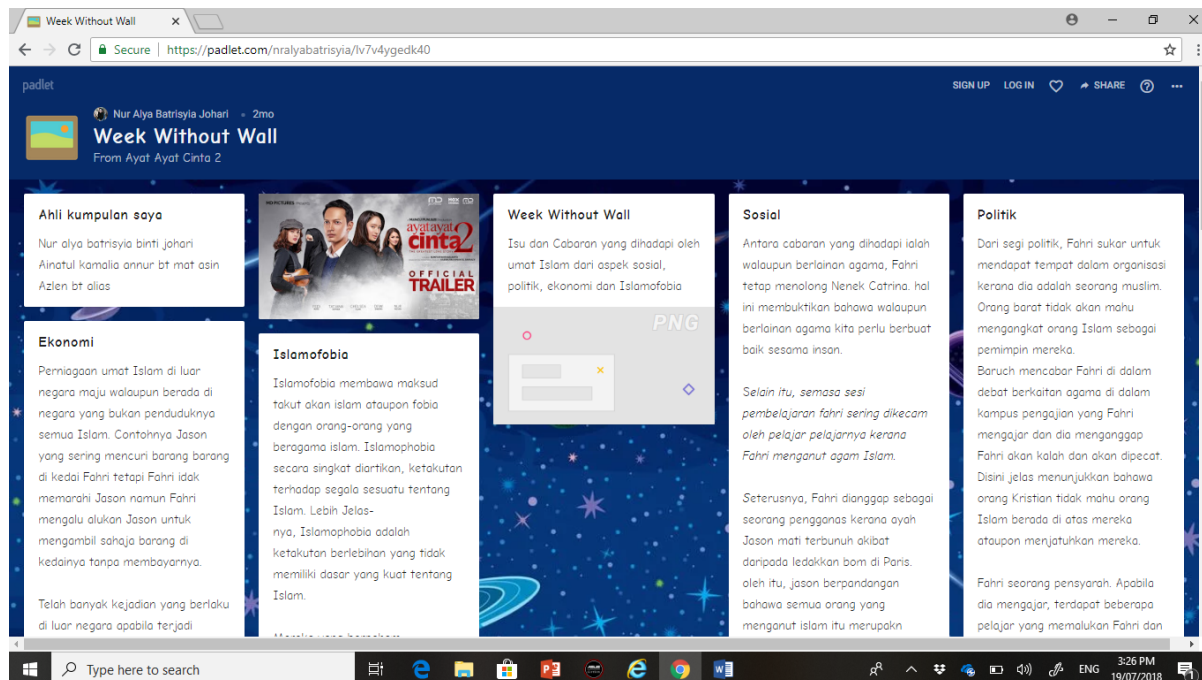 Week Without Wall
Secure | https://padlet.com/nralyabatrisyia/lv7v4ygedk40
padlet
SIGN UP LOG IN SHARE
Nur Alya Batrisyia Johari • 2mo
Week Without Wall
From Ayat Ayat Cinta 2
Ahli kumpulan saya
Nur alya batrisyia binti johari
Ainatul kamalia annur bt mat asin
Azlen bt alias
Ekonomi
Perniagaan umat Islam di luar
negara maju walaupun berada di
negara yang bukan penduduknya
semua Islam. Contohnya Jason
yang sering mencuri barang barang
di kedai Fahri tetapi Fahri idak
memarahi Jason namun Fahri
mengalu alukan Jason untuk
mengambil sahaja barang di
kedainya tanpa membayarnya.
Telah banyak kejadian yang berlaku
di luar negara apabila terjadi
MD PICTURES
ayat ayat
cinta2
OFFICIAL
TRAILER
Islamofobia
Islamofobia membawa maksud
takut akan islam ataupon fobia
dengan orang-orang yang
beragama islam. Islamophobia
secara singkat diartikan, ketakutan
terhadap segala sesuatu tentang
Islam. Lebih Jelas-
nya, Islamophobia adalah
ketakutan berlebihan yang tidak
memiliki dasar yang kuat tentang
Islam.
Week Without Wall
Isu dan Cabaran yang dihadapi oleh
umat Islam dari aspek sosial,
politik, ekonomi dan Islamofobia
PNG
Sosial
Antara cabaran yang dihadapi ialah
walaupun berlainan agama, Fahri
tetap menolong Nenek Catrina. hal
ini membuktikan bahawa walaupun
berlainan agama kita perlu berbuat
baik sesama insan.
Selain itu, semasa sesi
pembelajaran fahri sering dikecam
oleh pelajar pelajarnya kerana
Fahri menganut agam Islam.
Seterusnya, Fahri dianggap sebagai
seorang pengganas kerana ayah
Jason mati terbunuh akibat
daripada ledakkan bom di Paris.
oleh itu, jason berpandangan
bahawa semua orang yang
menganut islam itu merupakn
Politik
Dari segi politik, Fahri sukar untuk
mendapat tempat dalam organisasi
kerana dia adalah seorang muslim.
Orang barat tidak akan mahu
mengangkat orang Islam sebagai
pemimpin mereka.
Baruch mencabar Fahri di dalam
debat berkaitan agama di dalam
kampus pengajian yang Fahri
mengajar dan dia menganggap
Fahri akan kalah dan akan dipecat.
Disini jelas menunjukkan bahawa
orang Kristian tidak mahu orang
Islam berada di atas mereka
ataupon menjatuhkan mereka.
Fahri seorang pensyarah. Apabila
dia mengajar, terdapat beberapa
pelajar yang memalukan Fahri dan
Type here to search
ENG
3:26 PM
19/07/2018